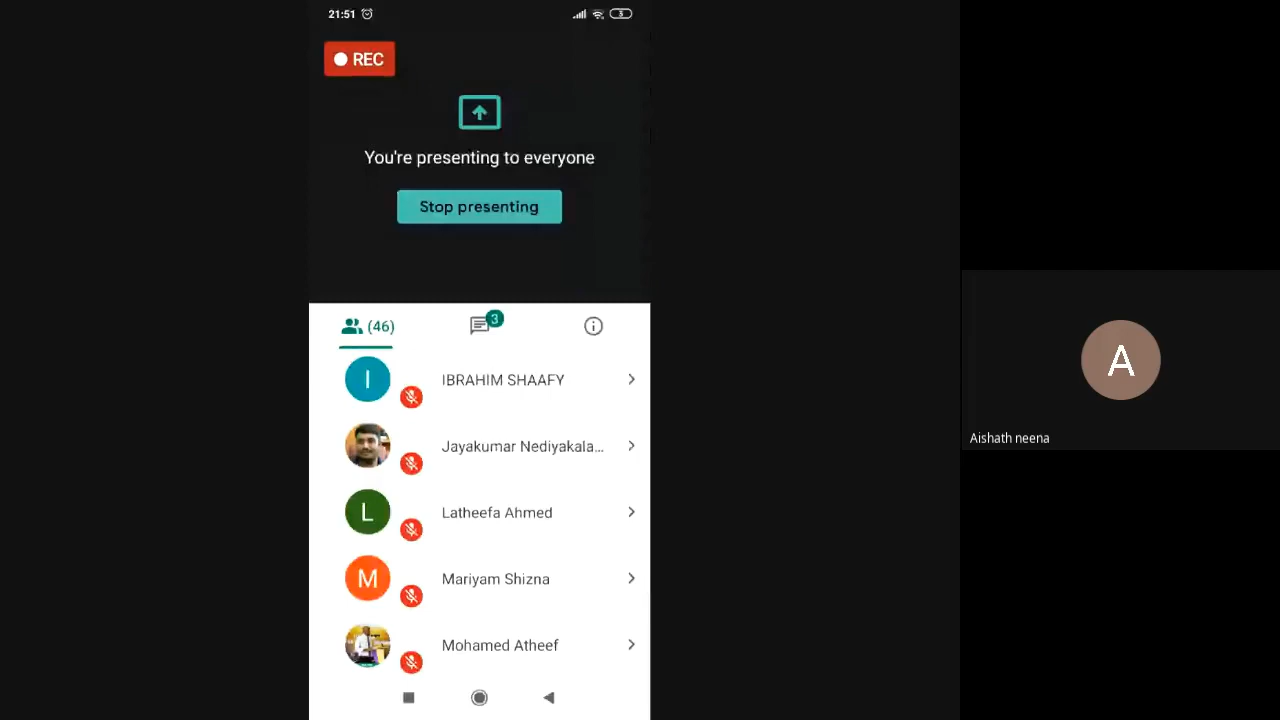 21:51
3
REC
You're presenting to everyone
Stop presenting
(46)
3
I
IBRAHIM SHAAFY
Jayakumar Nediyakala...
L
Latheefa Ahmed
M
Mariyam Shizna
Mohamed Atheef
A
Aishath neena